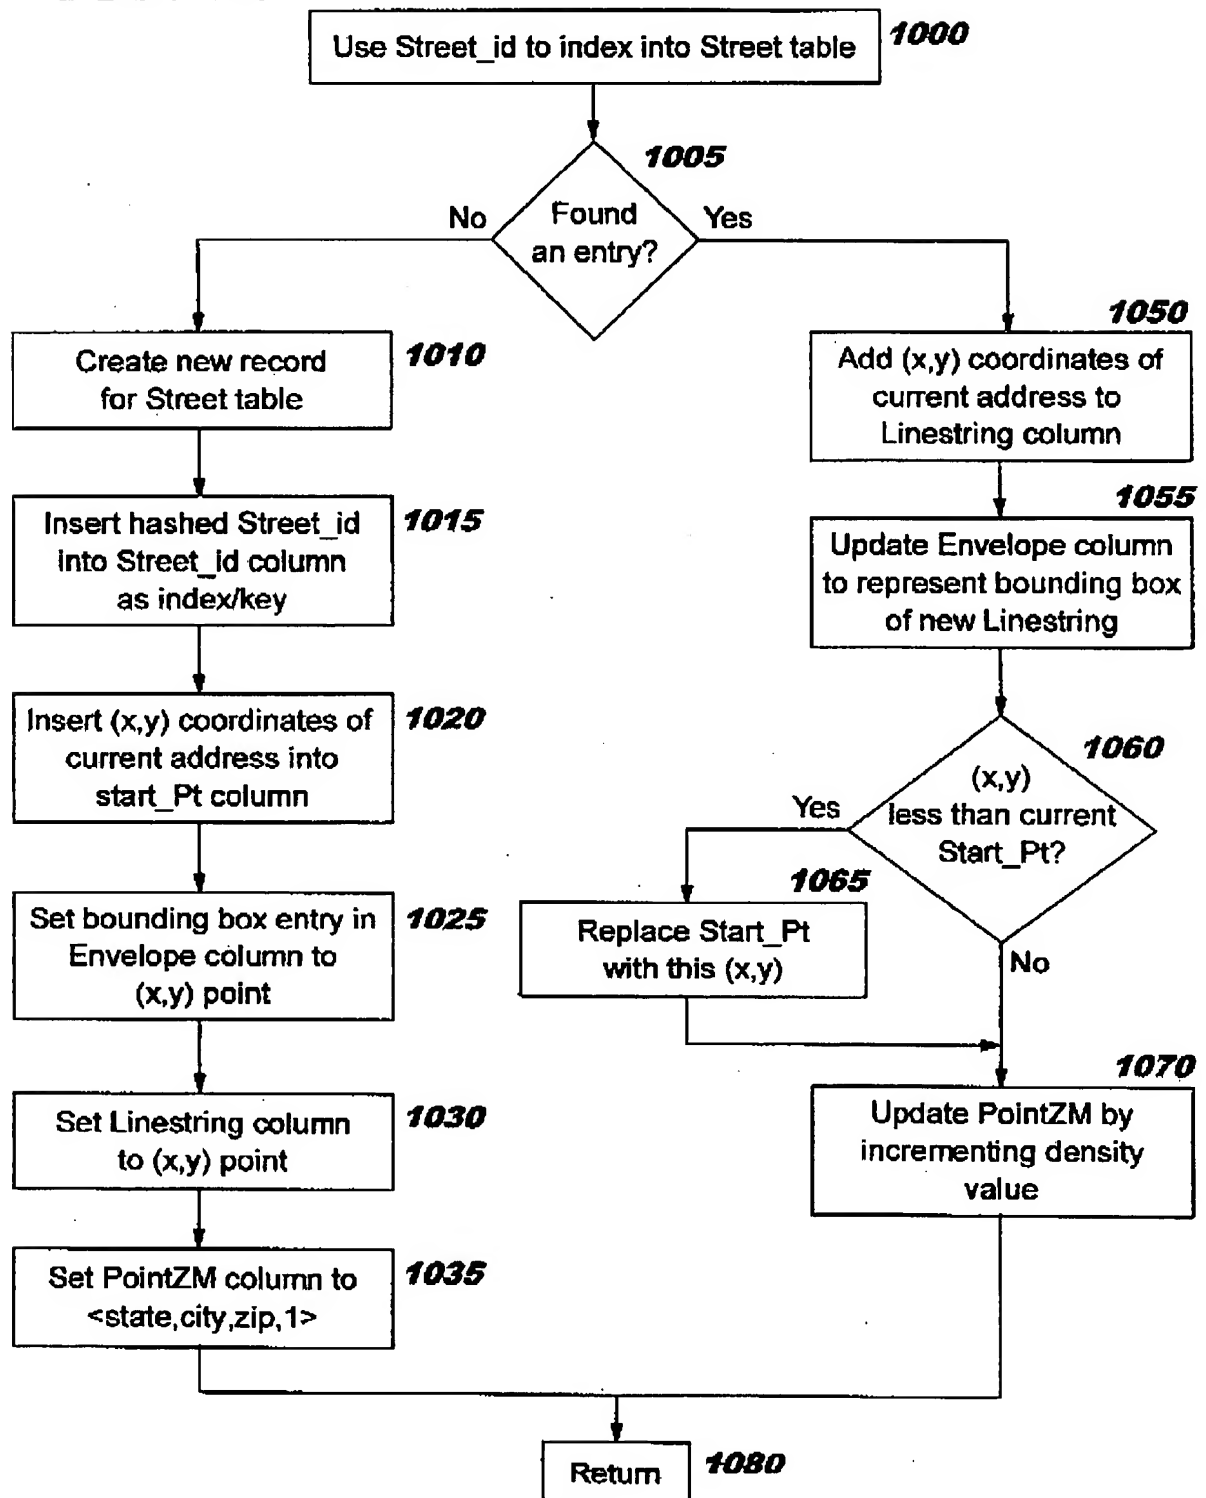 Use Street_id to index into Street table
1000
1005
Found
an entry?
No
Yes
Create new record
for Street table
1010
Insert hashed Street_id
into Street_id column
as index/key
1015
Insert (x,y) coordinates of
current address into
start_Pt column
1020
Set bounding box entry in
Envelope column to
(x,y) point
1025
Set Linestring column
to (x,y) point
1030
Set PointZM column to
<state,city,zip,1>
1035
1050
Add (x,y) coordinates of
current address to
Linestring column
1055
Update Envelope column
to represent bounding box
of new Linestring
1060
(x,y)
less than current
Start_Pt?
Yes
No
1065
Replace Start_Pt
with this (x,y)
1070
Update PointZM by
incrementing density
value
Return
1080